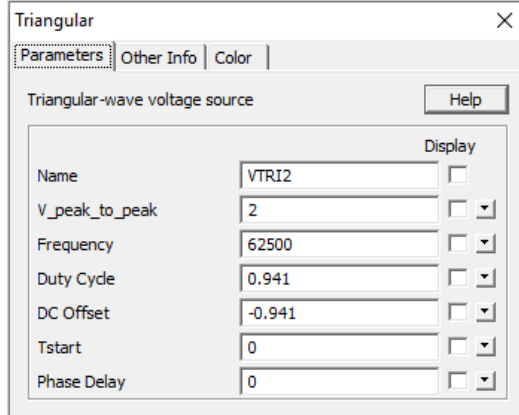 Triangular
Parameters Other Info Color
Triangular-wave voltage source Help
Display
Name VTRI2
V_peak_to_peak 2
Frequency 62500
Duty Cycle 0.941
DC Offset -0.941
Tstart 0
Phase Delay 0